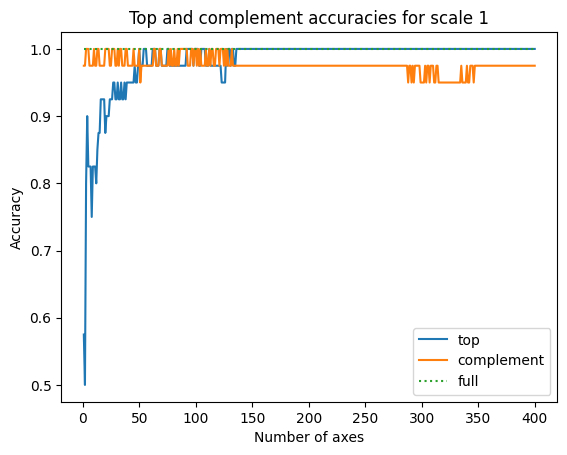 Top and complement accuracies for scale 1
1.0
0.9
0.8
0.7
0.6
0.5
Accuracy
0
50
100
150
200
250
300
350
400
Number of axes
top
complement
full